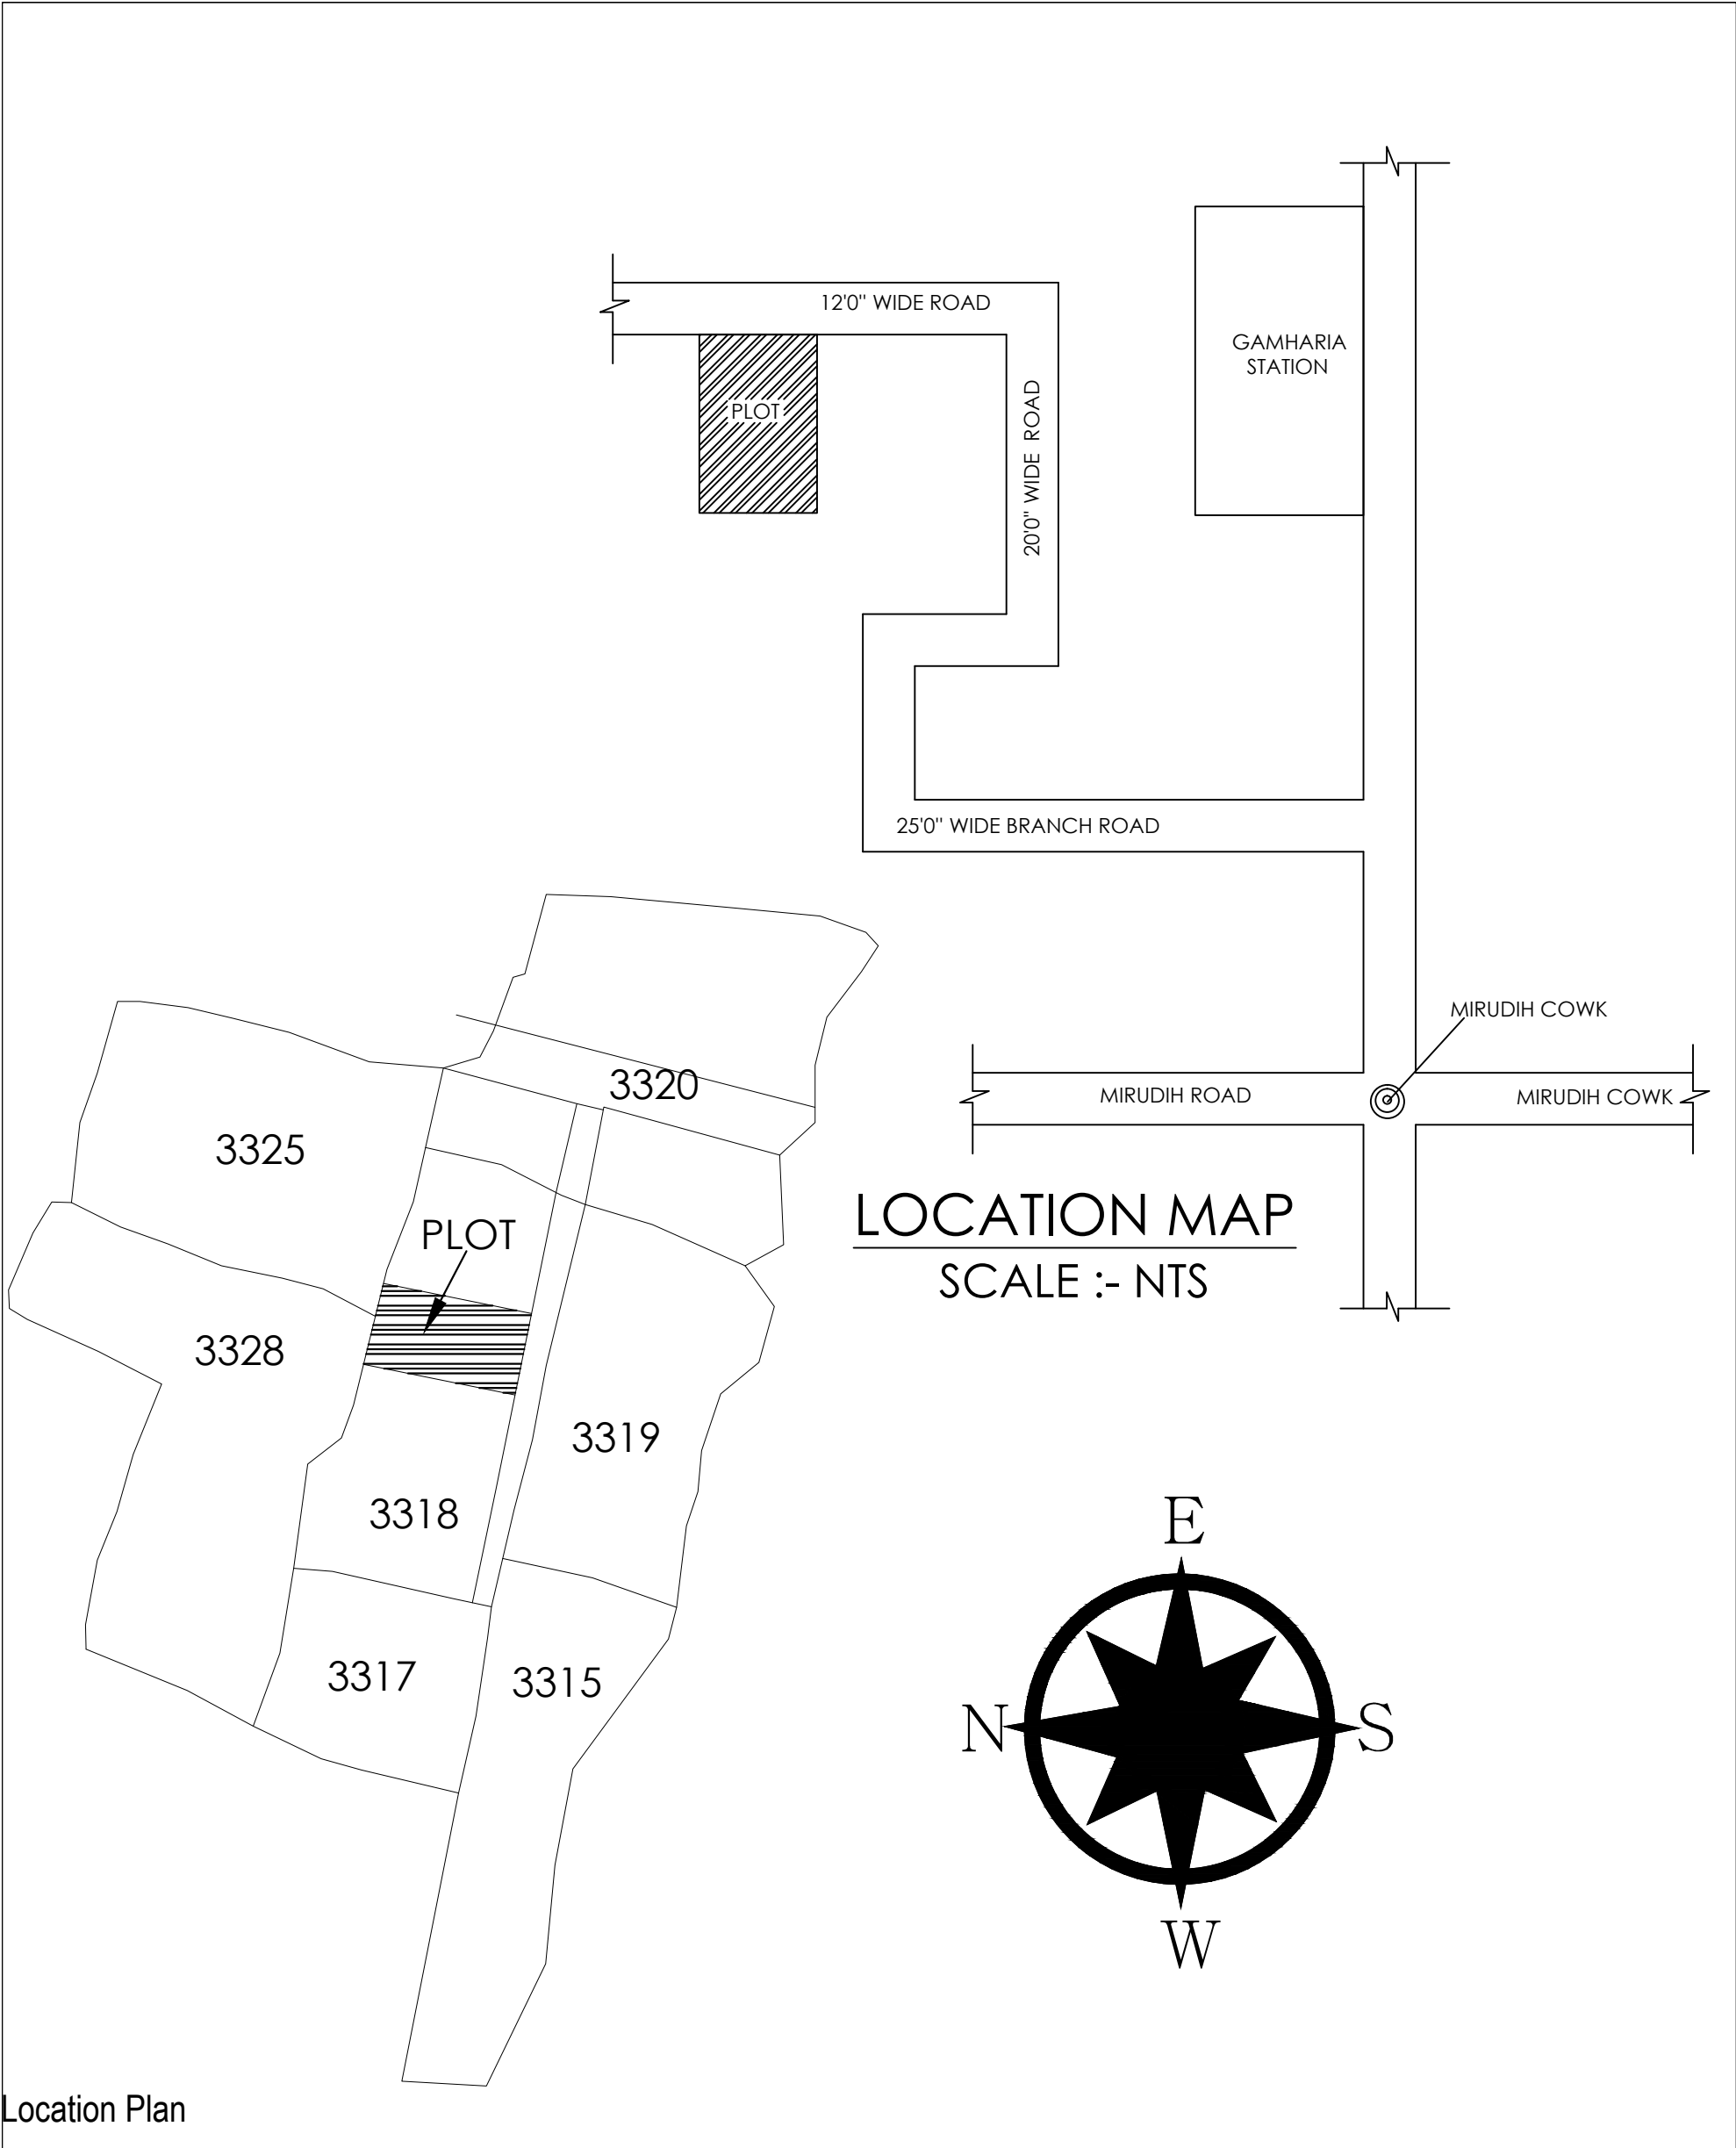 12'0" WIDE ROAD
GAMHARIA
STATION
PLOT
20'0" WIDE ROAD
25'0" WIDE BRANCH ROAD
MIRUDIH COWK
MIRUDIH ROAD
MIRUDIH COWK
LOCATION MAP
SCALE :- NTS
3320
3325
PLOT
3328
3319
3318
3317
3315
E
N
S
W
Location Plan